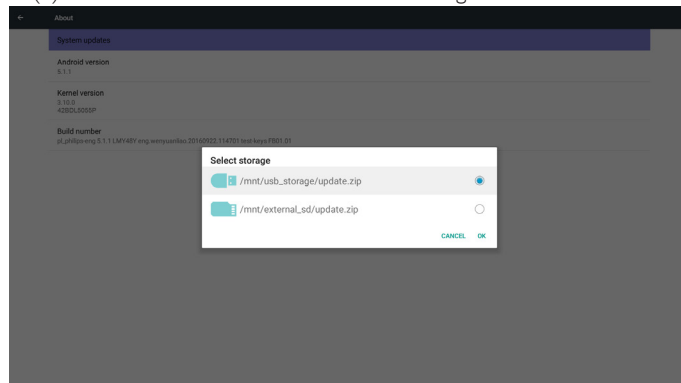 About
System updates
Android version
5.1.1
Kernel version
3.10.0
42BDL5055P
Build number
Select storage
/mnt/usb_storage/update.zip
/mnt/external_sd/update.zip
CANCEL OK